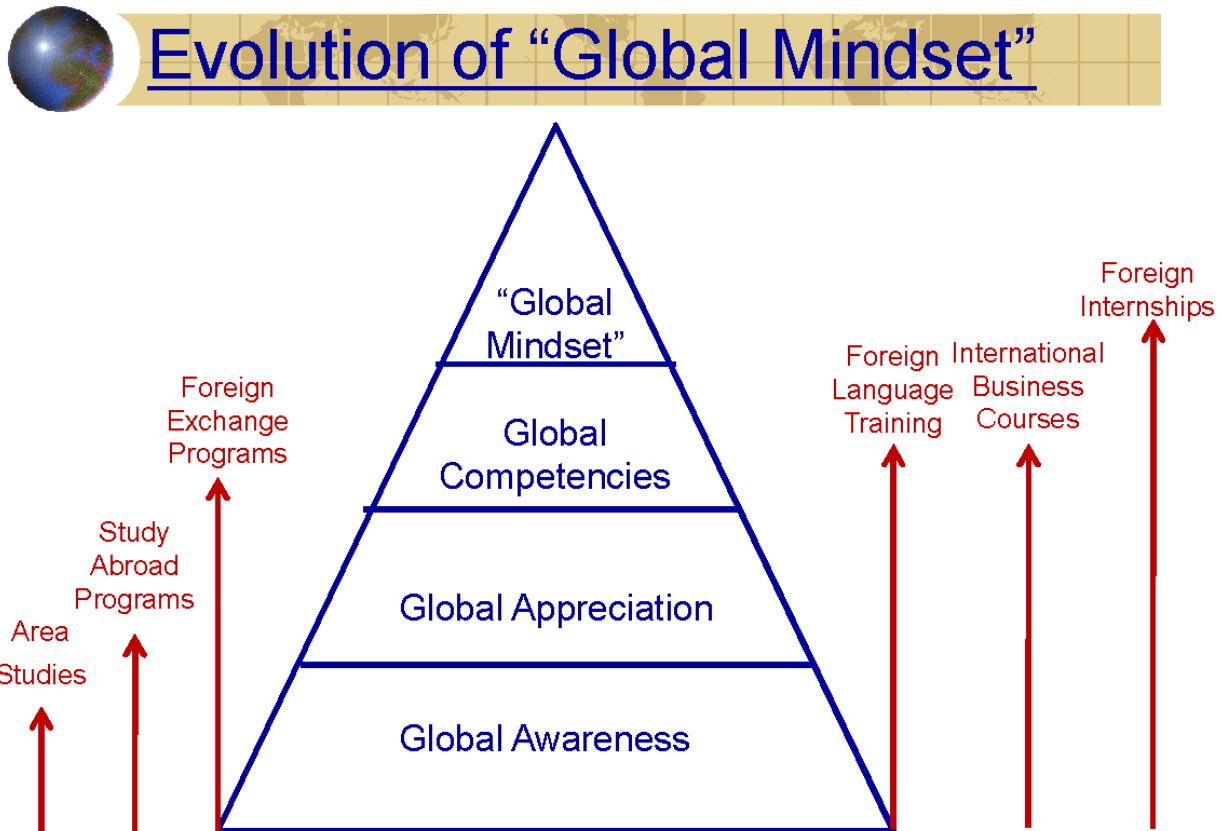 Evolution of “Global Mindset”
“Global
Mindset”
Global
Competencies
Global Appreciation
Global Awareness
Area
Studies
Study
Abroad
Programs
Foreign
Exchange
Programs
Foreign
Language
Training
International
Business
Courses
Foreign
Internships